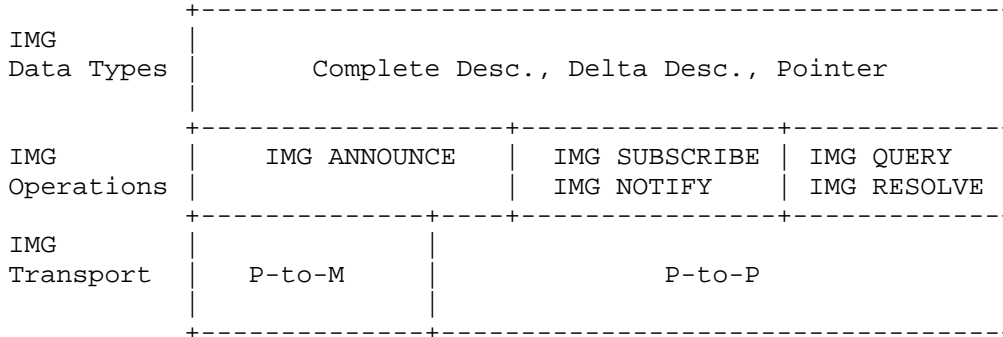 IMG
Data Types Complete Desc., Delta Desc., Pointer
IMG IMG ANNOUNCE IMG SUBSCRIBE IMG QUERY
Operations IMG NOTIFY IMG RESOLVE
IMG
Transport P-to-M P-to-P